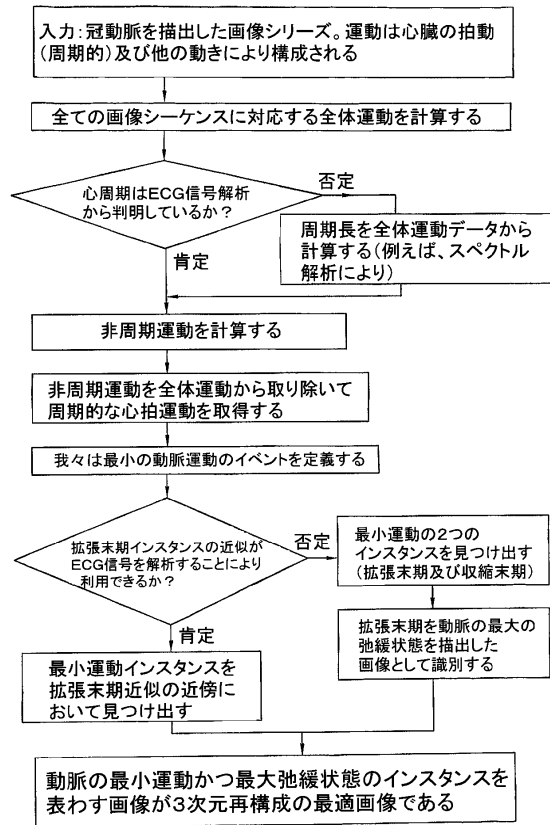 入力：冠動脈を描出した画像シリーズ。運動は心臓の拍動
(周期的)及び他の動きにより構成される
全ての画像シーケンスに対応する全体運動を計算する
心周期はECG信号解析
から判明しているか？
否定
周期長を全体運動データから
計算する(例えば、スペクトル
解析により)
肯定
非周期運動を計算する
非周期運動を全体運動から取り除いて
周期的な心拍運動を取得する
我々は最小の動脈運動のイベントを定義する
拡張末期インスタンスの近似が
ECG信号を解析することにより
利用できるか？
否定
最小運動の2つの
インスタンスを見つけ出す
(拡張末期及び収縮末期)
拡張末期を動脈の最大の
弛緩状態を描出した
画像として識別する
肯定
最小運動インスタンスを
拡張末期近似の近傍に
おいて見つけ出す
動脈の最小運動かつ最大弛緩状態のインスタンスを
表わす画像が3次元再構成の最適画像である